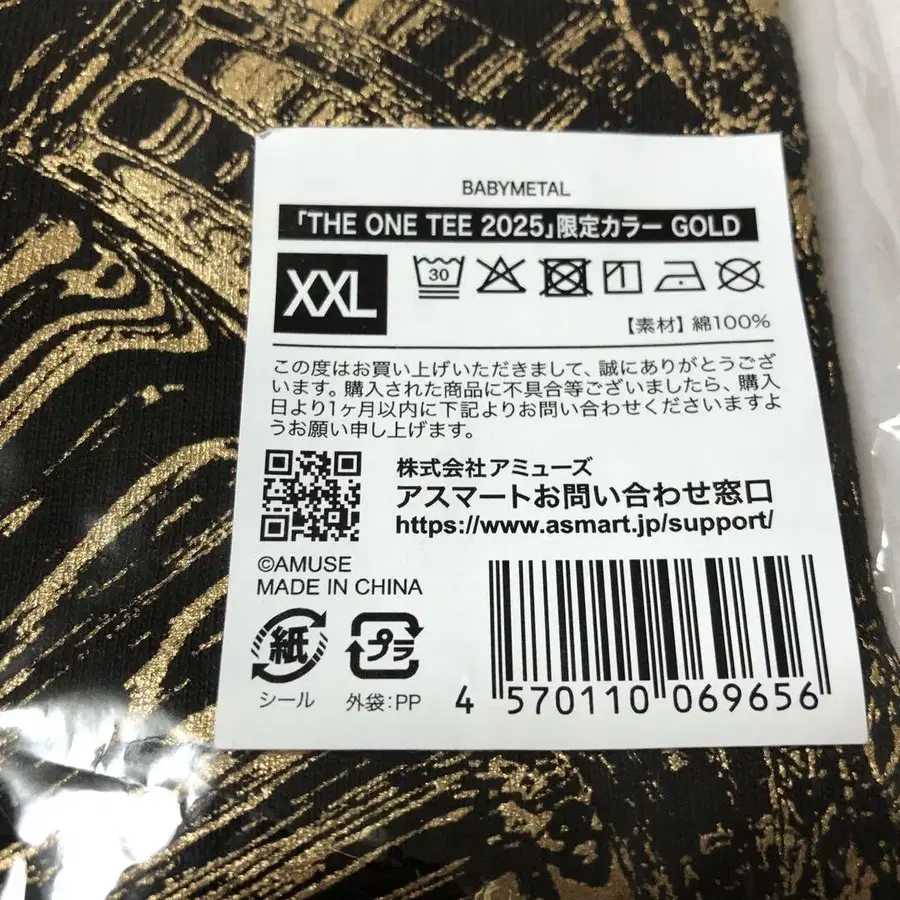 BABYMETAL
「THE ONE TEE 2025」限定カラー GOLD
XXL
30
【素材】綿100%
この度はお買い上げいただきまして、誠にありがとうござ
います。購入された商品に不具合等ございましたら、購入
日より1ヶ月以内に下記よりお問い合わせくださいますよ
うお願い申し上げます。
株式会社アミューズ
アスマートお問い合わせ窓口
https://www.asmart.jp/support/
©AMUSE
MADE IN CHINA
紙
プラ
シール
外袋:PP
4 570110 069656